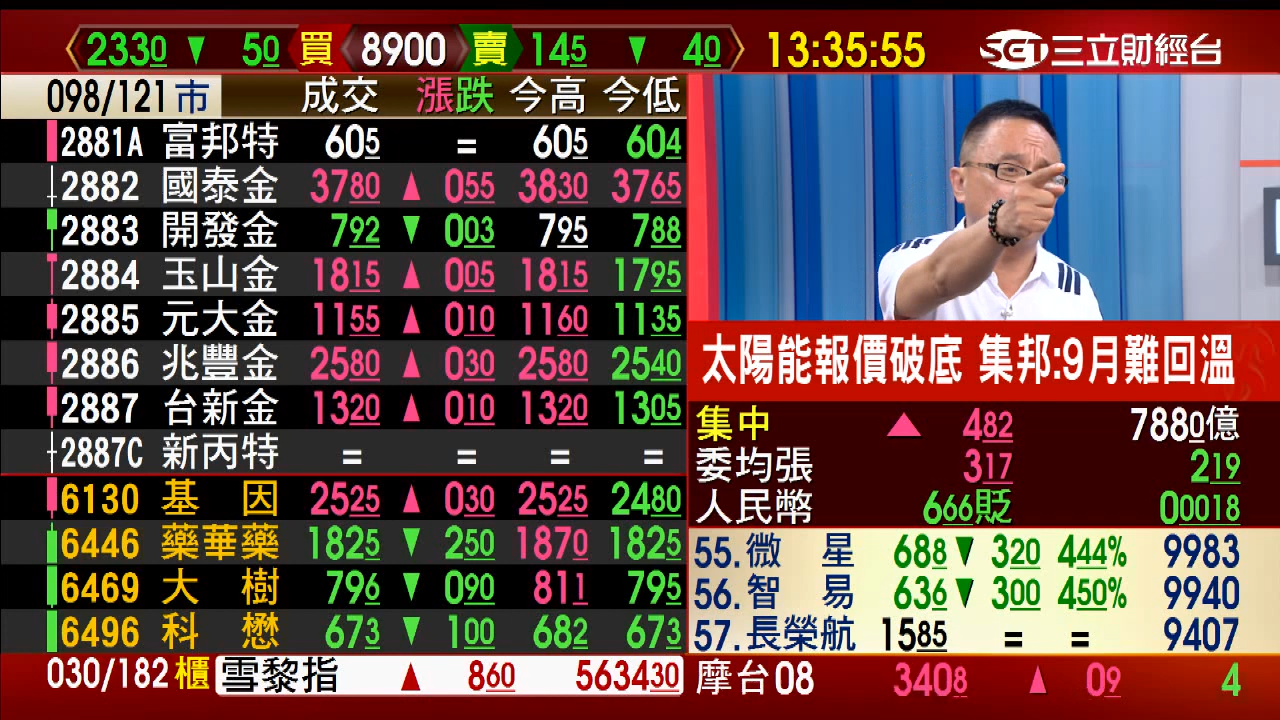 2330 ▼ 50 買 8900 賣 145 ▼ 40 13:35:55 SET三立財經台
098/121市 成交 漲跌 今高 今低
2881A 富邦特 605 = 605 604
2882 國泰金 3780 ▲ 055 3830 3765
2883 開發金 792 ▼ 003 795 788
2884 玉山金 1815 ▲ 005 1815 1795
2885 元大金 1155 ▲ 010 1160 1135
2886 兆豐金 2580 ▲ 030 2580 2540
2887 台新金 1320 ▲ 010 1320 1305
2887C 新丙特 = = = =
6130 基因 2525 ▲ 030 2525 2480
6446 藥華藥 1825 ▼ 250 1870 1825
6469 大樹 796 ▼ 090 811 795
6496 科懋 673 ▼ 100 682 673
030/182櫃 雪黎指 ▲ 860 563430
太陽能報價破底 集邦:9月難回溫
集中 ▲ 482 7880億
委均張 317 219
人民幣 666貶 00018
55.微星 688 ▼ 320 444% 9983
56.智易 636 ▼ 300 450% 9940
57.長榮航 1585 = = 9407
摩台08 3408 ▲ 09 4